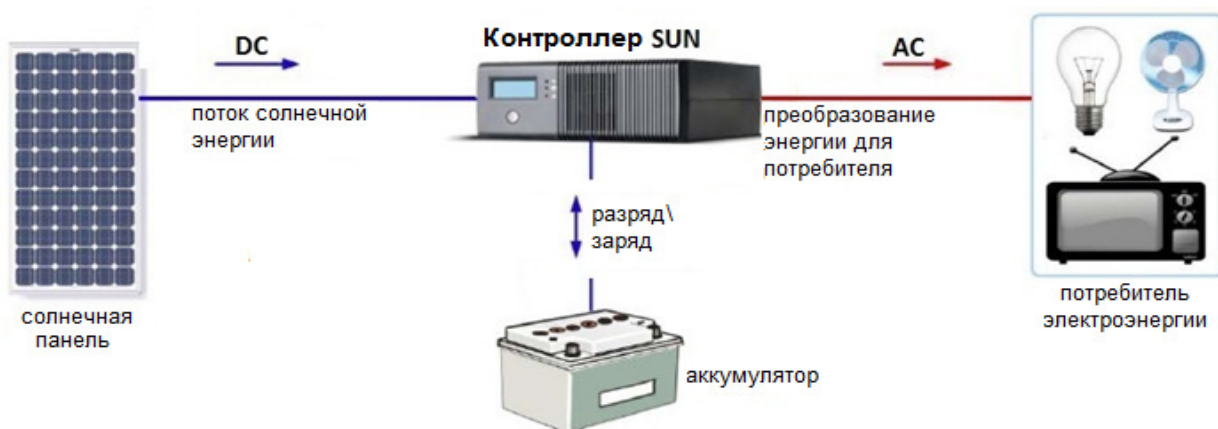 DC
Контроллер SUN
AC
поток солнечной
энергии
преобразование
энергии для
потребителя
разряд\
заряд
солнечная
панель
потребитель
электроэнергии
аккумулятор